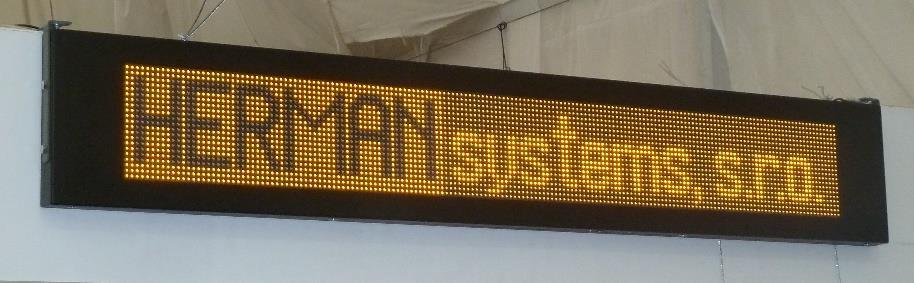 HERMAN systems, s.r.o.